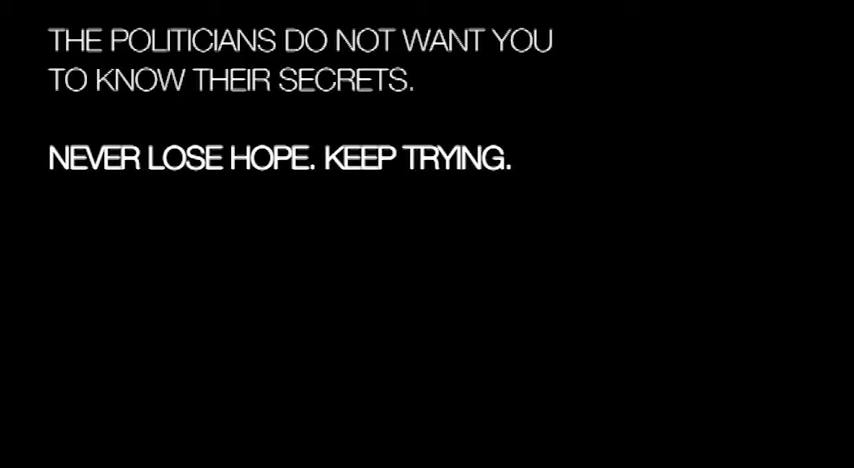 THE POLITICIANS DO NOT WANT YOU
TO KNOW THEIR SECRETS.
NEVER LOSE HOPE. KEEP TRYING.